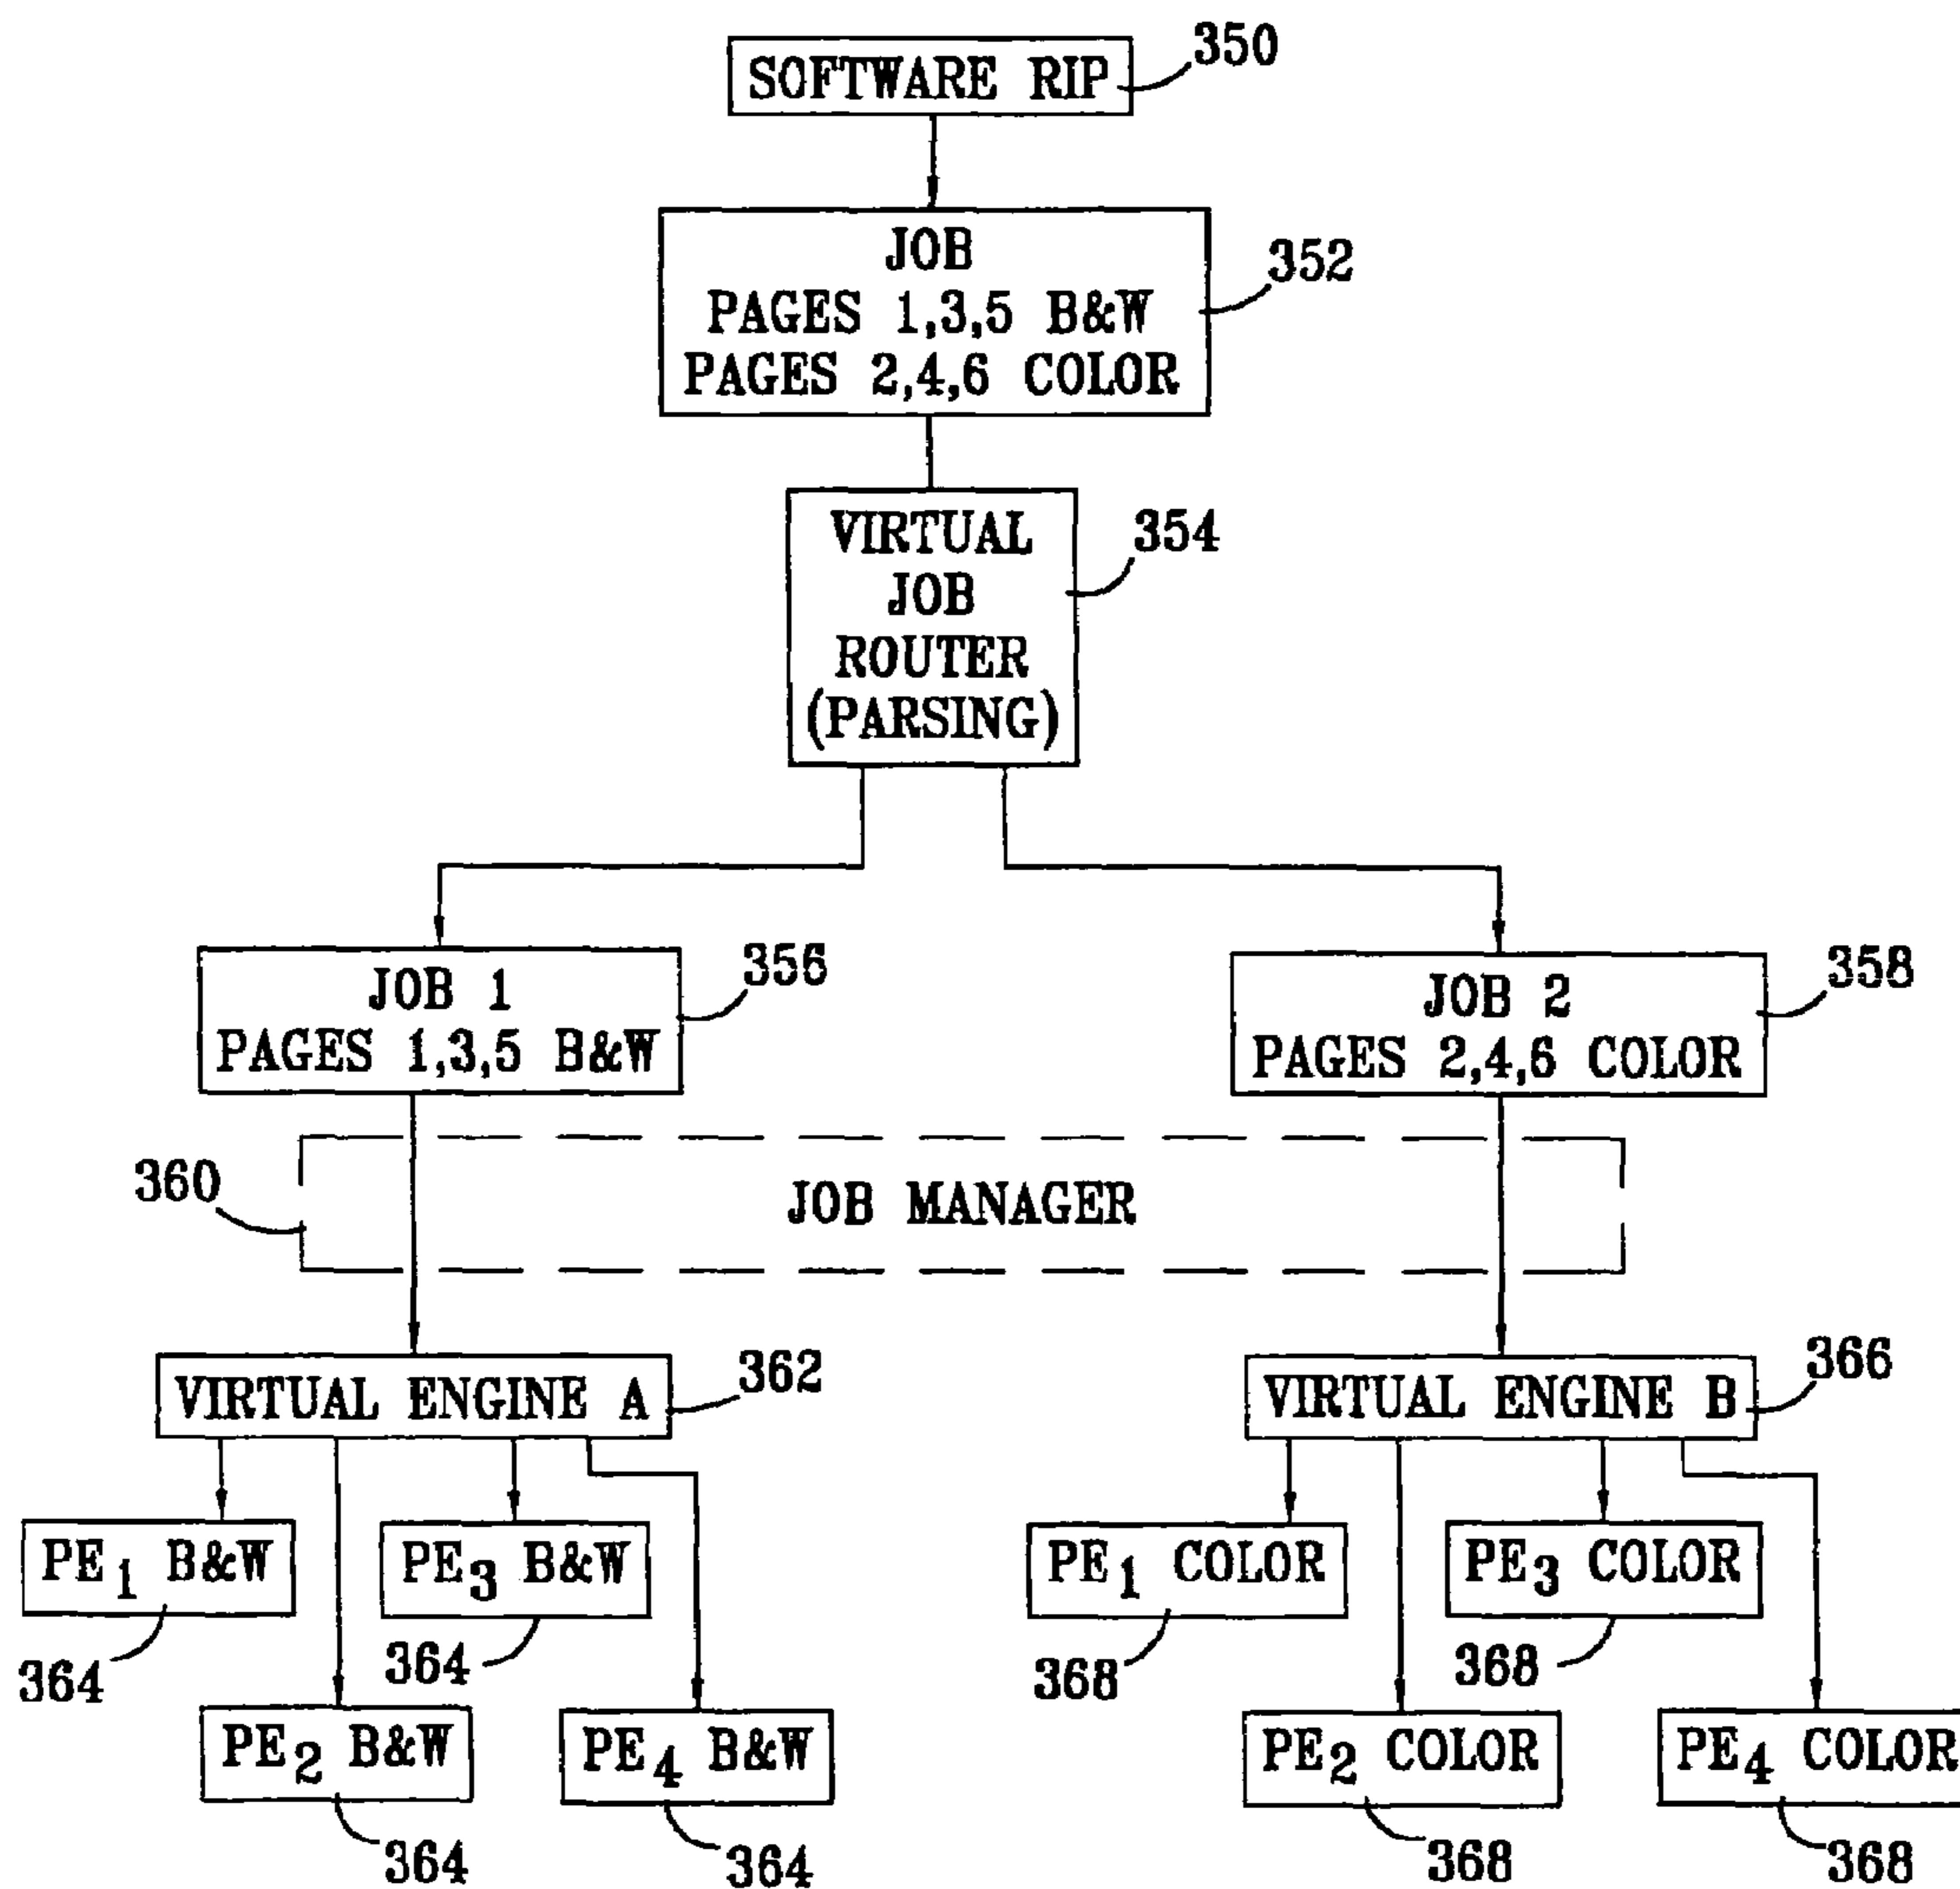 SOFTWARE RIP
350
JOB
PAGES 1,3,5 B&W
PAGES 2,4,6 COLOR
352
VIRTUAL
JOB
ROUTER
(PARSING)
354
JOB 1
PAGES 1,3,5 B&W
356
JOB 2
PAGES 2,4,6 COLOR
358
360
JOB MANAGER
VIRTUAL ENGINE A
362
VIRTUAL ENGINE B
366
PE1 B&W
364
PE3 B&W
364
PE2 B&W
364
PE4 B&W
364
PE1 COLOR
368
PE3 COLOR
368
PE2 COLOR
368
PE4 COLOR
368